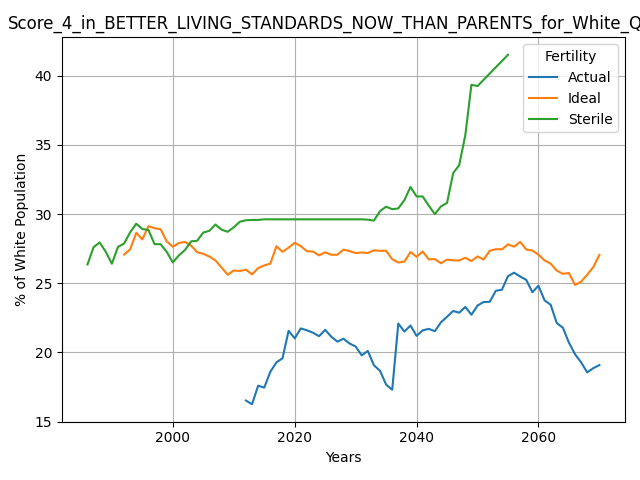 Score_4_in_BETTER_LIVING_STANDARDS_NOW_THAN_PARENTS_for_White_Q
Fertility
Actual
Ideal
Sterile
% of White Population
40
35
30
25
20
15
2000
2020
2040
2060
Years